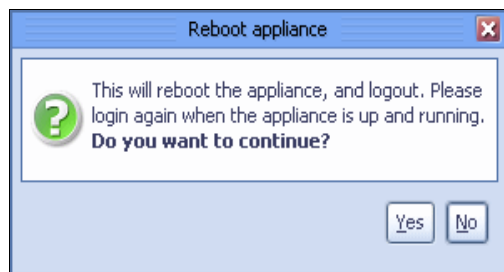 Reboot appliance
This will reboot the appliance, and logout. Please
login again when the appliance is up and running.
Do you want to continue?
Yes No